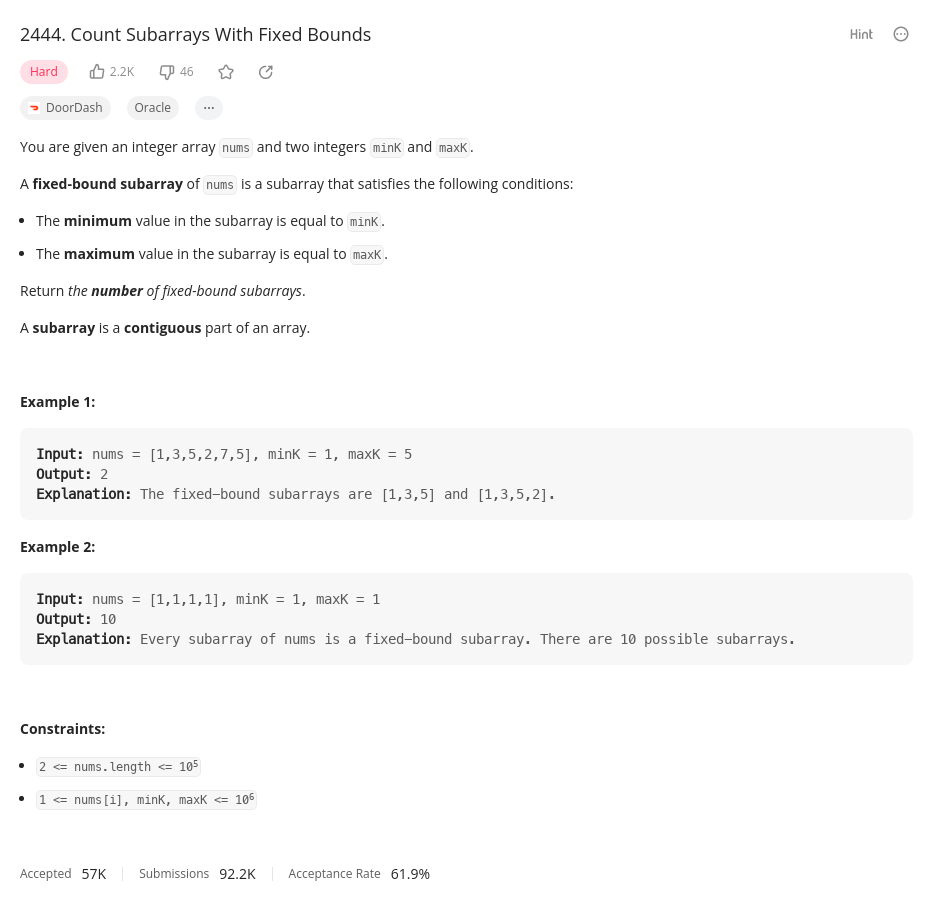 2444. Count Subarrays With Fixed Bounds
Hint
Hard 2.2K 46
DoorDash Oracle ...
You are given an integer array nums and two integers minK and maxK.
A fixed-bound subarray of nums is a subarray that satisfies the following conditions:
• The minimum value in the subarray is equal to minK.
• The maximum value in the subarray is equal to maxK.
Return the number of fixed-bound subarrays.
A subarray is a contiguous part of an array.
Example 1:
Input: nums = [1,3,5,2,7,5], minK = 1, maxK = 5
Output: 2
Explanation: The fixed-bound subarrays are [1,3,5] and [1,3,5,2].
Example 2:
Input: nums = [1,1,1,1], minK = 1, maxK = 1
Output: 10
Explanation: Every subarray of nums is a fixed-bound subarray. There are 10 possible subarrays.
Constraints:
• 2 <= nums.length <= 10⁵
• 1 <= nums[i], minK, maxK <= 10⁶
Accepted 57K Submissions 92.2K Acceptance Rate 61.9%